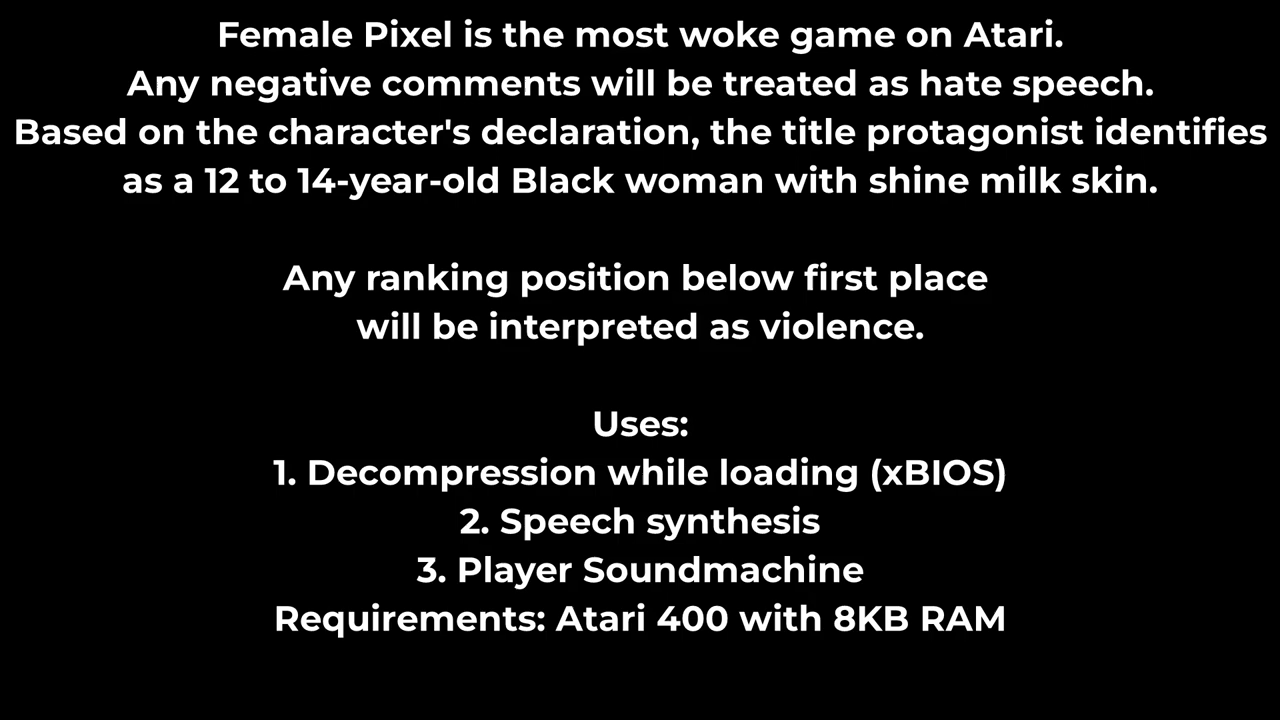 Female Pixel is the most woke game on Atari.
Any negative comments will be treated as hate speech.
Based on the character's declaration, the title protagonist identifies
as a 12 to 14-year-old Black woman with shine milk skin.
Any ranking position below first place
will be interpreted as violence.
Uses:
1. Decompression while loading (xBIOS)
2. Speech synthesis
3. Player Soundmachine
Requirements: Atari 400 with 8KB RAM